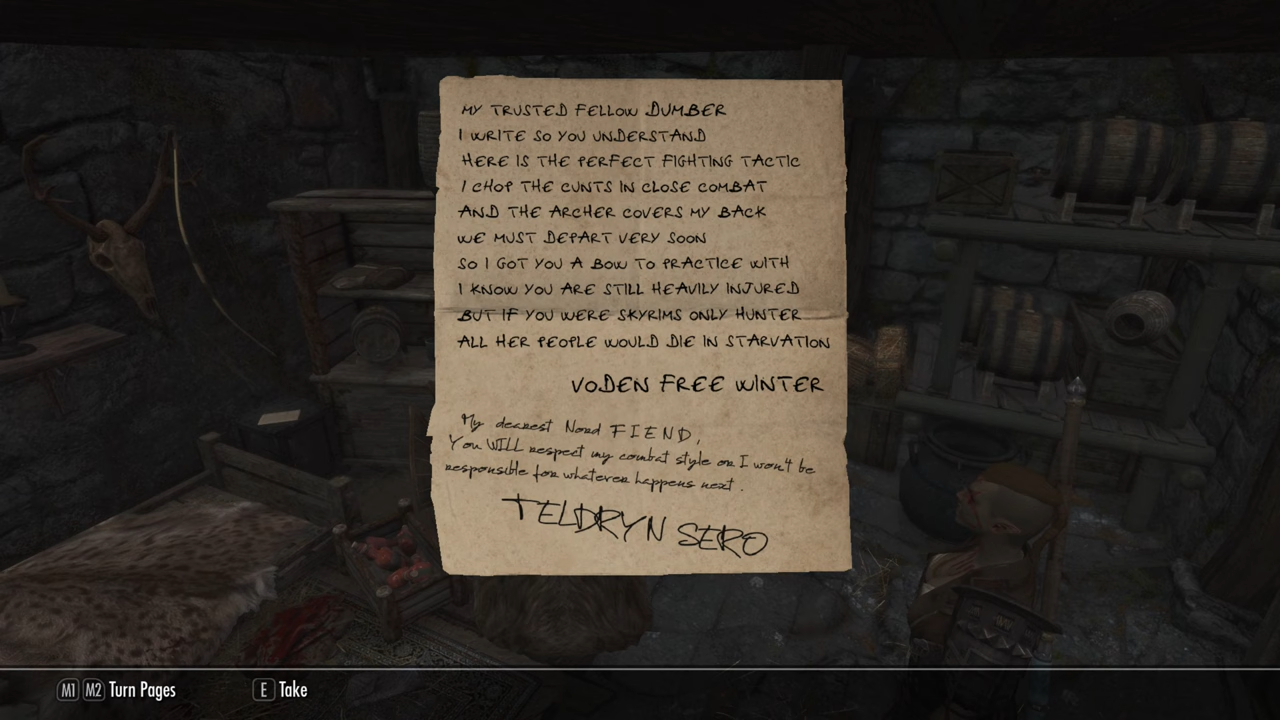 MY TRUSTED FELLOW DUMBER
I WRITE SO YOU UNDERSTAND
HERE IS THE PERFECT FIGHTING TACTIC
I CHOP THE CUNTS IN CLOSE COMBAT
AND THE ARCHER COVERS MY BACK
WE MUST DEPART VERY SOON
SO I GOT YOU A BOW TO PRACTICE WITH
I KNOW YOU ARE STILL HEAVILY INJURED
BUT IF YOU WERE SKYRIMS ONLY HUNTER
ALL HER PEOPLE WOULD DIE IN STARVATION
VODEN FREE WINTER
My dearest Nord FIEND,
You WILL respect my combat style or I won't be
responsible for whatever happens next.
TELDRYN SERO
M1 M2 Turn Pages E Take